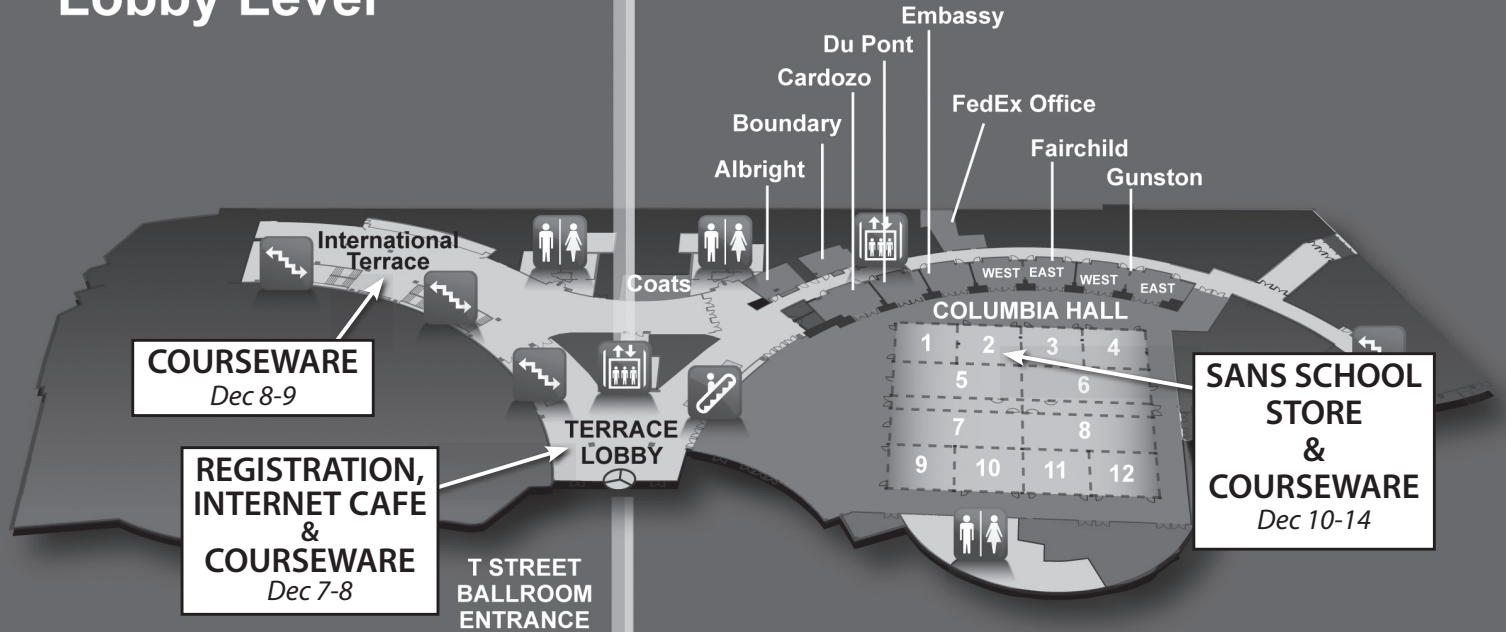 Lobby Level
Embassy
Du Pont
Cardozo
FedEx Office
Boundary
Fairchild
Albright
Gunston
International
Terrace
Coats
WEST
EAST
WEST
EAST
COLUMBIA HALL
1
2
3
4
5
6
7
8
9
10
11
12
COURSEWARE
Dec 8-9
TERRACE
LOBBY
REGISTRATION,
INTERNET CAFE
&
COURSEWARE
Dec 7-8
SANS SCHOOL
STORE
&
COURSEWARE
Dec 10-14
T STREET
BALLROOM
ENTRANCE